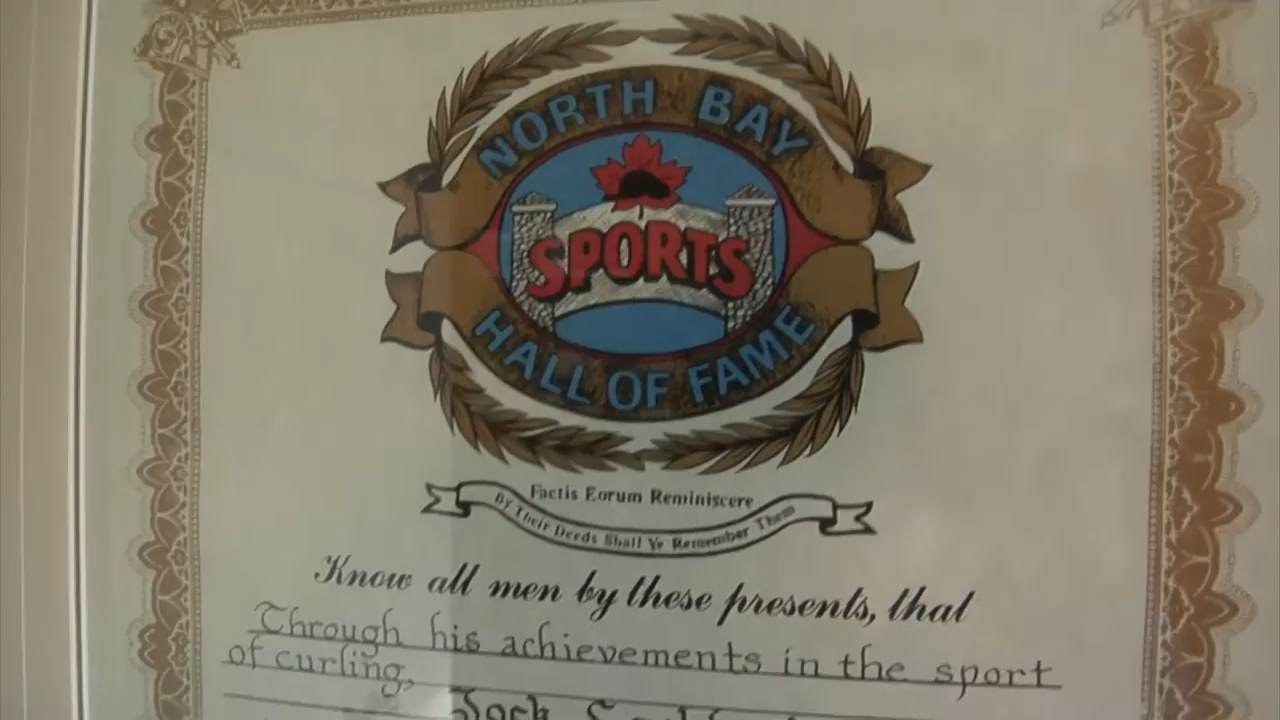 NORTH BAY
SPORTS
HALL OF FAME
Factis Eorum Reminiscere
By Their Deeds Shall Ye Remember Them
Know all men by these presents, that
Through his achievements in the sport
of curling,
Jock